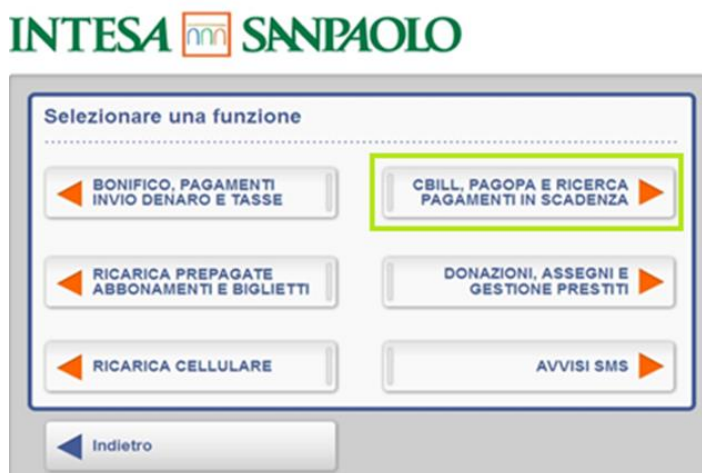 INTESA SANPAOLO
Selezionare una funzione
BONIFICO, PAGAMENTI
INVIO DENARO E TASSE
CBILL, PAGOPA E RICERCA
PAGAMENTI IN SCADENZA
RICARICA PREPAGATE
ABBONAMENTI E BIGLIETTI
DONAZIONI, ASSEGNI E
GESTIONE PRESTITI
RICARICA CELLULARE
AVVISI SMS
Indietro